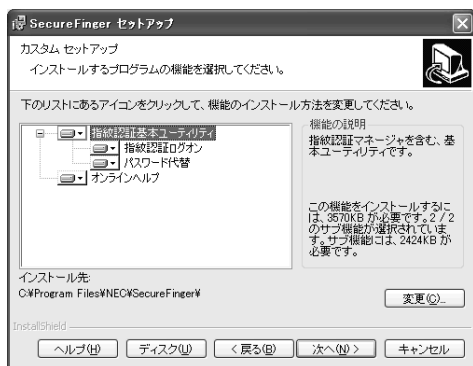 SecureFinger セットアップ
カスタム セットアップ
インストールするプログラムの機能を選択してください。
下のリストにあるアイコンをクリックして、機能のインストール方法を変更してください。
指紋認証基本ユーティリティ
指紋認証ログオン
パスワード代替
オンラインヘルプ
機能の説明
指紋認証マネージャを含む、基
本ユーティリティです。
この機能をインストールするに
は、3570KB が必要です。2 / 2
のサブ機能が選択されていま
す。サブ機能には、2424KB が
必要です。
インストール先:
C:¥Program Files¥NEC¥SecureFinger¥
変更(C)...
InstallShield
ヘルプ(H)
ディスク(U)
< 戻る(B)
次へ(N) >
キャンセル